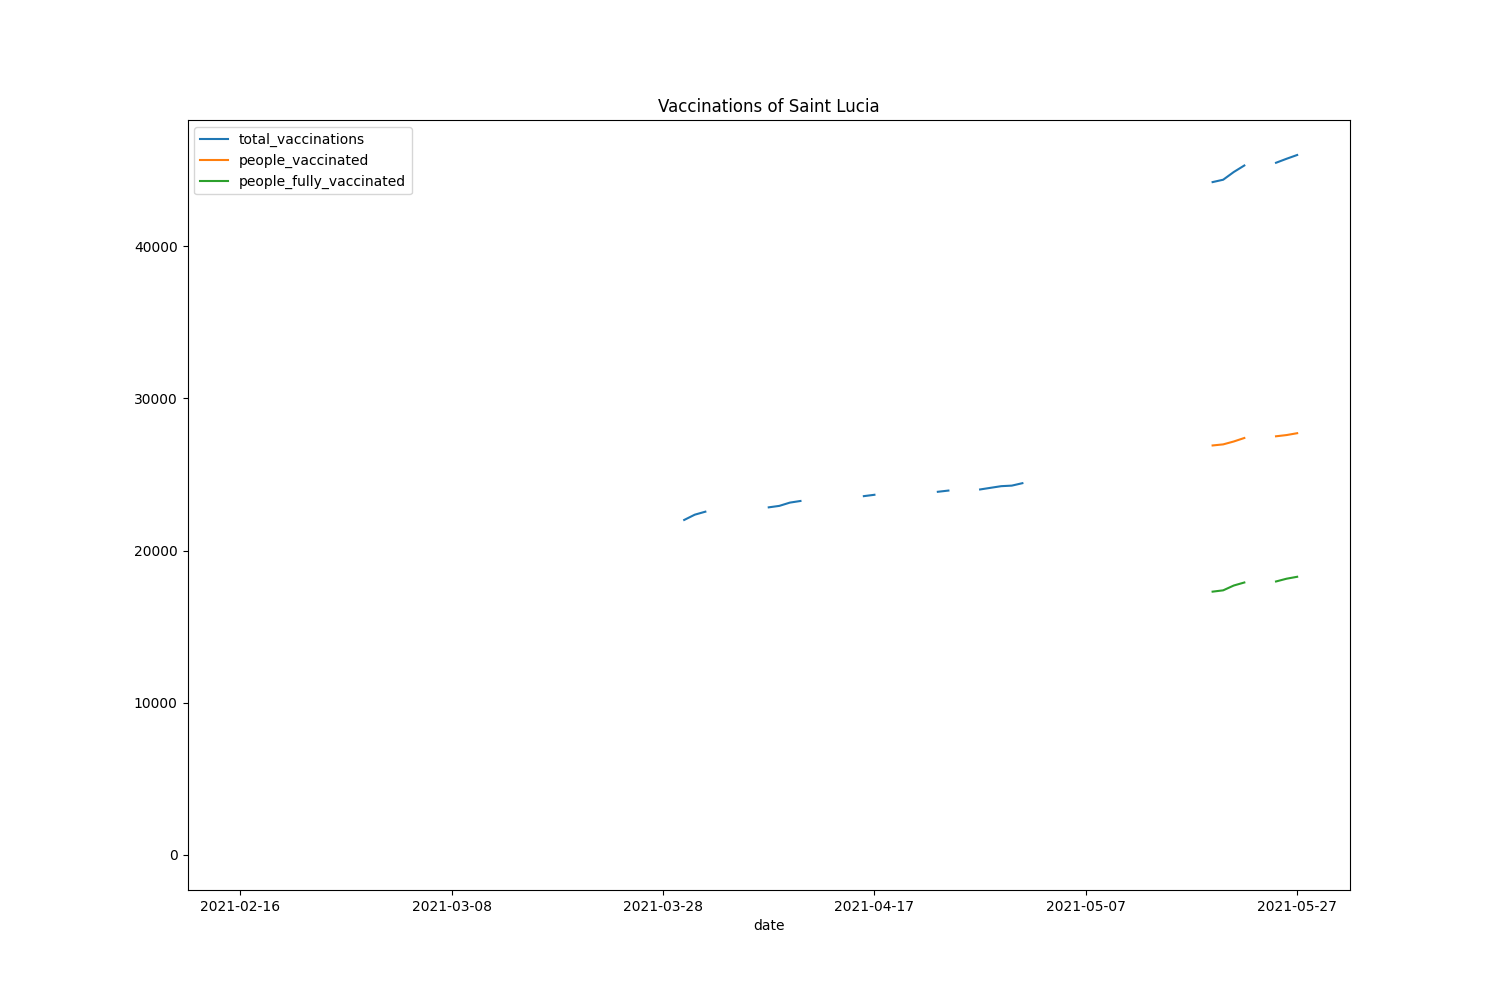 Vaccinations of Saint Lucia
total_vaccinations
people_vaccinated
people_fully_vaccinated
40000
30000
20000
10000
0
2021-02-16 2021-03-08 2021-03-28 2021-04-17 2021-05-07 2021-05-27
date